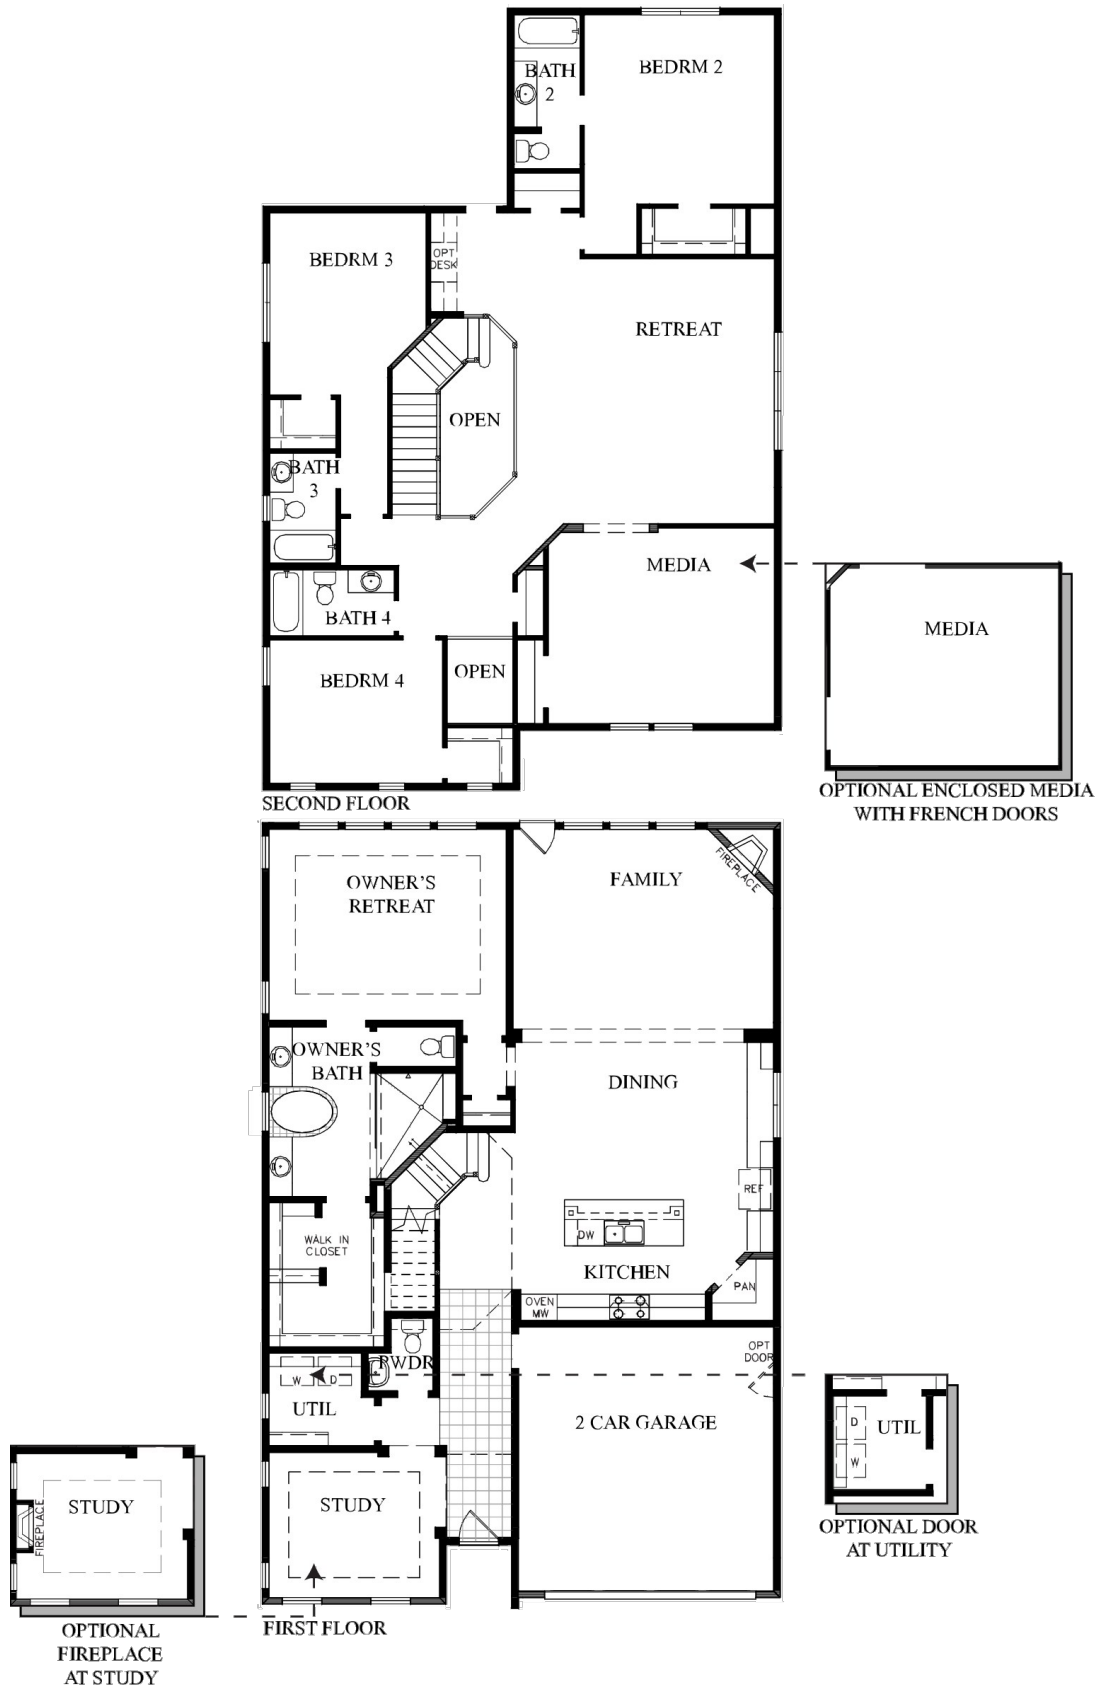 BATH
2
BEDRM 2
BEDRM 3
OPT
DESK
RETREAT
OPEN
BATH
3
MEDIA
BATH 4
BEDRM 4
OPEN
MEDIA
OPTIONAL ENCLOSED MEDIA
WITH FRENCH DOORS
SECOND FLOOR
OWNER'S
RETREAT
FAMILY
FIREPLACE
OWNER'S
BATH
DINING
REF
WALK IN
CLOSET
DW
KITCHEN
PAN
OVEN
MW
OPT
DOOR
PWDR
W D
UTIL
2 CAR GARAGE
STUDY
D
W
UTIL
OPTIONAL DOOR
AT UTILITY
STUDY
FIREPLACE
OPTIONAL
FIREPLACE
AT STUDY
FIRST FLOOR